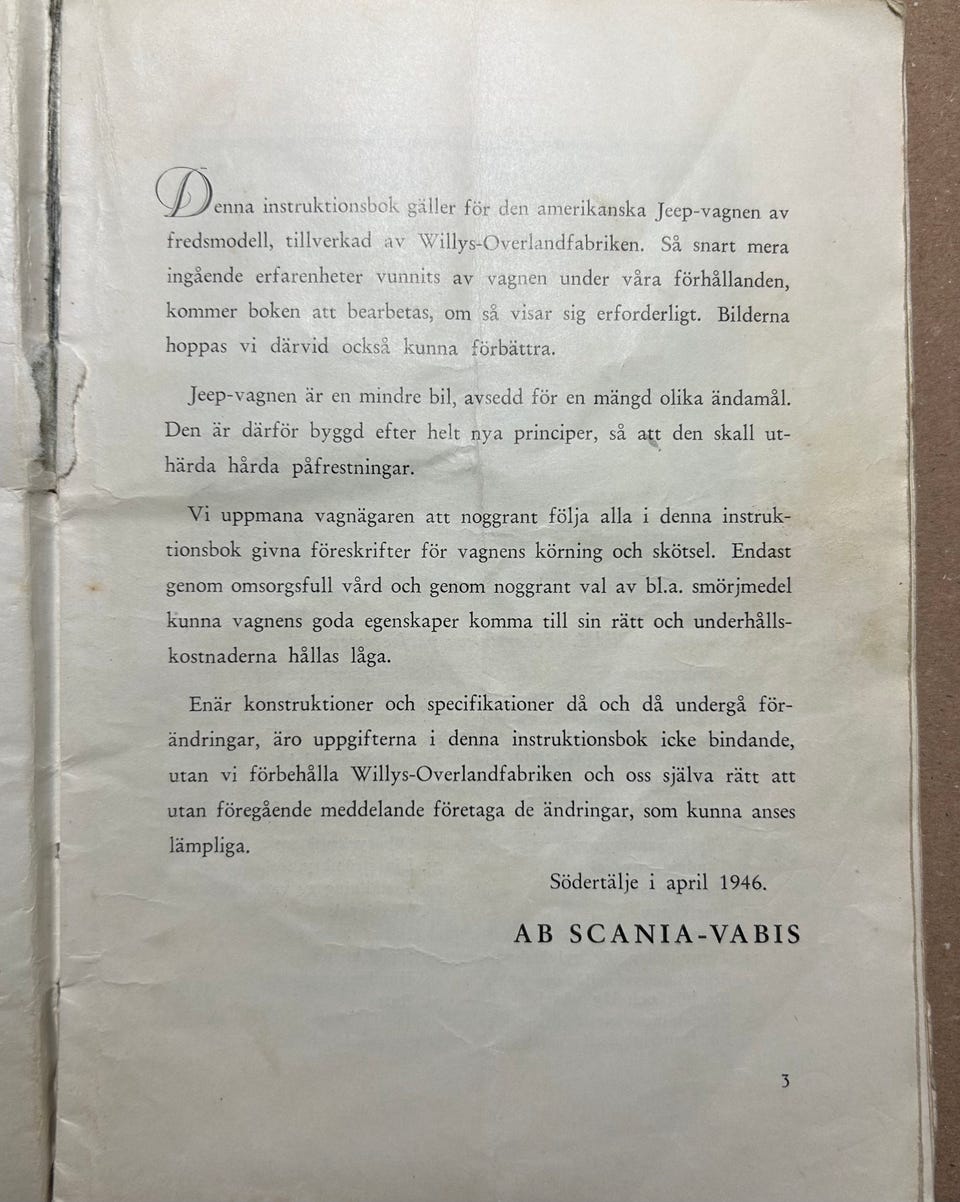 Denna instruktionsbok gäller för den amerikanska Jeep-vagnen av
fredsmodell, tillverkad av Willys-Overlandfabriken. Så snart mera
ingående erfarenheter vunnits av vagnen under våra förhållanden,
kommer boken att bearbetas, om så visar sig erforderligt. Bilderna
hoppas vi därvid också kunna förbättra.
Jeep-vagnen är en mindre bil, avsedd för en mängd olika ändamål.
Den är därför byggd efter helt nya principer, så att den skall ut-
härda hårda påfrestningar.
Vi uppmana vagnägaren att noggrant följa alla i denna instruk-
tionsbok givna föreskrifter för vagnens körning och skötsel. Endast
genom omsorgsfull vård och genom noggrant val av bl.a. smörjmedel
kunna vagnens goda egenskaper komma till sin rätt och underhålls-
kostnaderna hållas låga.
Enär konstruktioner och specifikationer då och då undergå för-
ändringar, äro uppgifterna i denna instruktionsbok icke bindande,
utan vi förbehålla Willys-Overlandfabriken och oss själva rätt att
utan föregående meddelande företaga de ändringar, som kunna anses
lämpliga.
Södertälje i april 1946.
AB SCANIA-VABIS
3